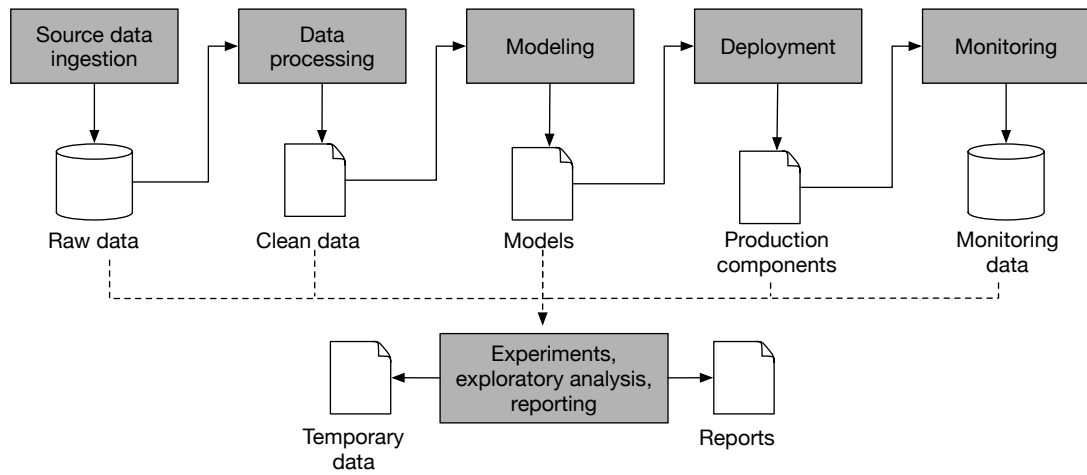 Source data
ingestion
Data
processing
Modeling
Deployment
Monitoring
Raw data
Clean data
Models
Production
components
Monitoring
data
Experiments,
exploratory analysis,
reporting
Temporary
data
Reports